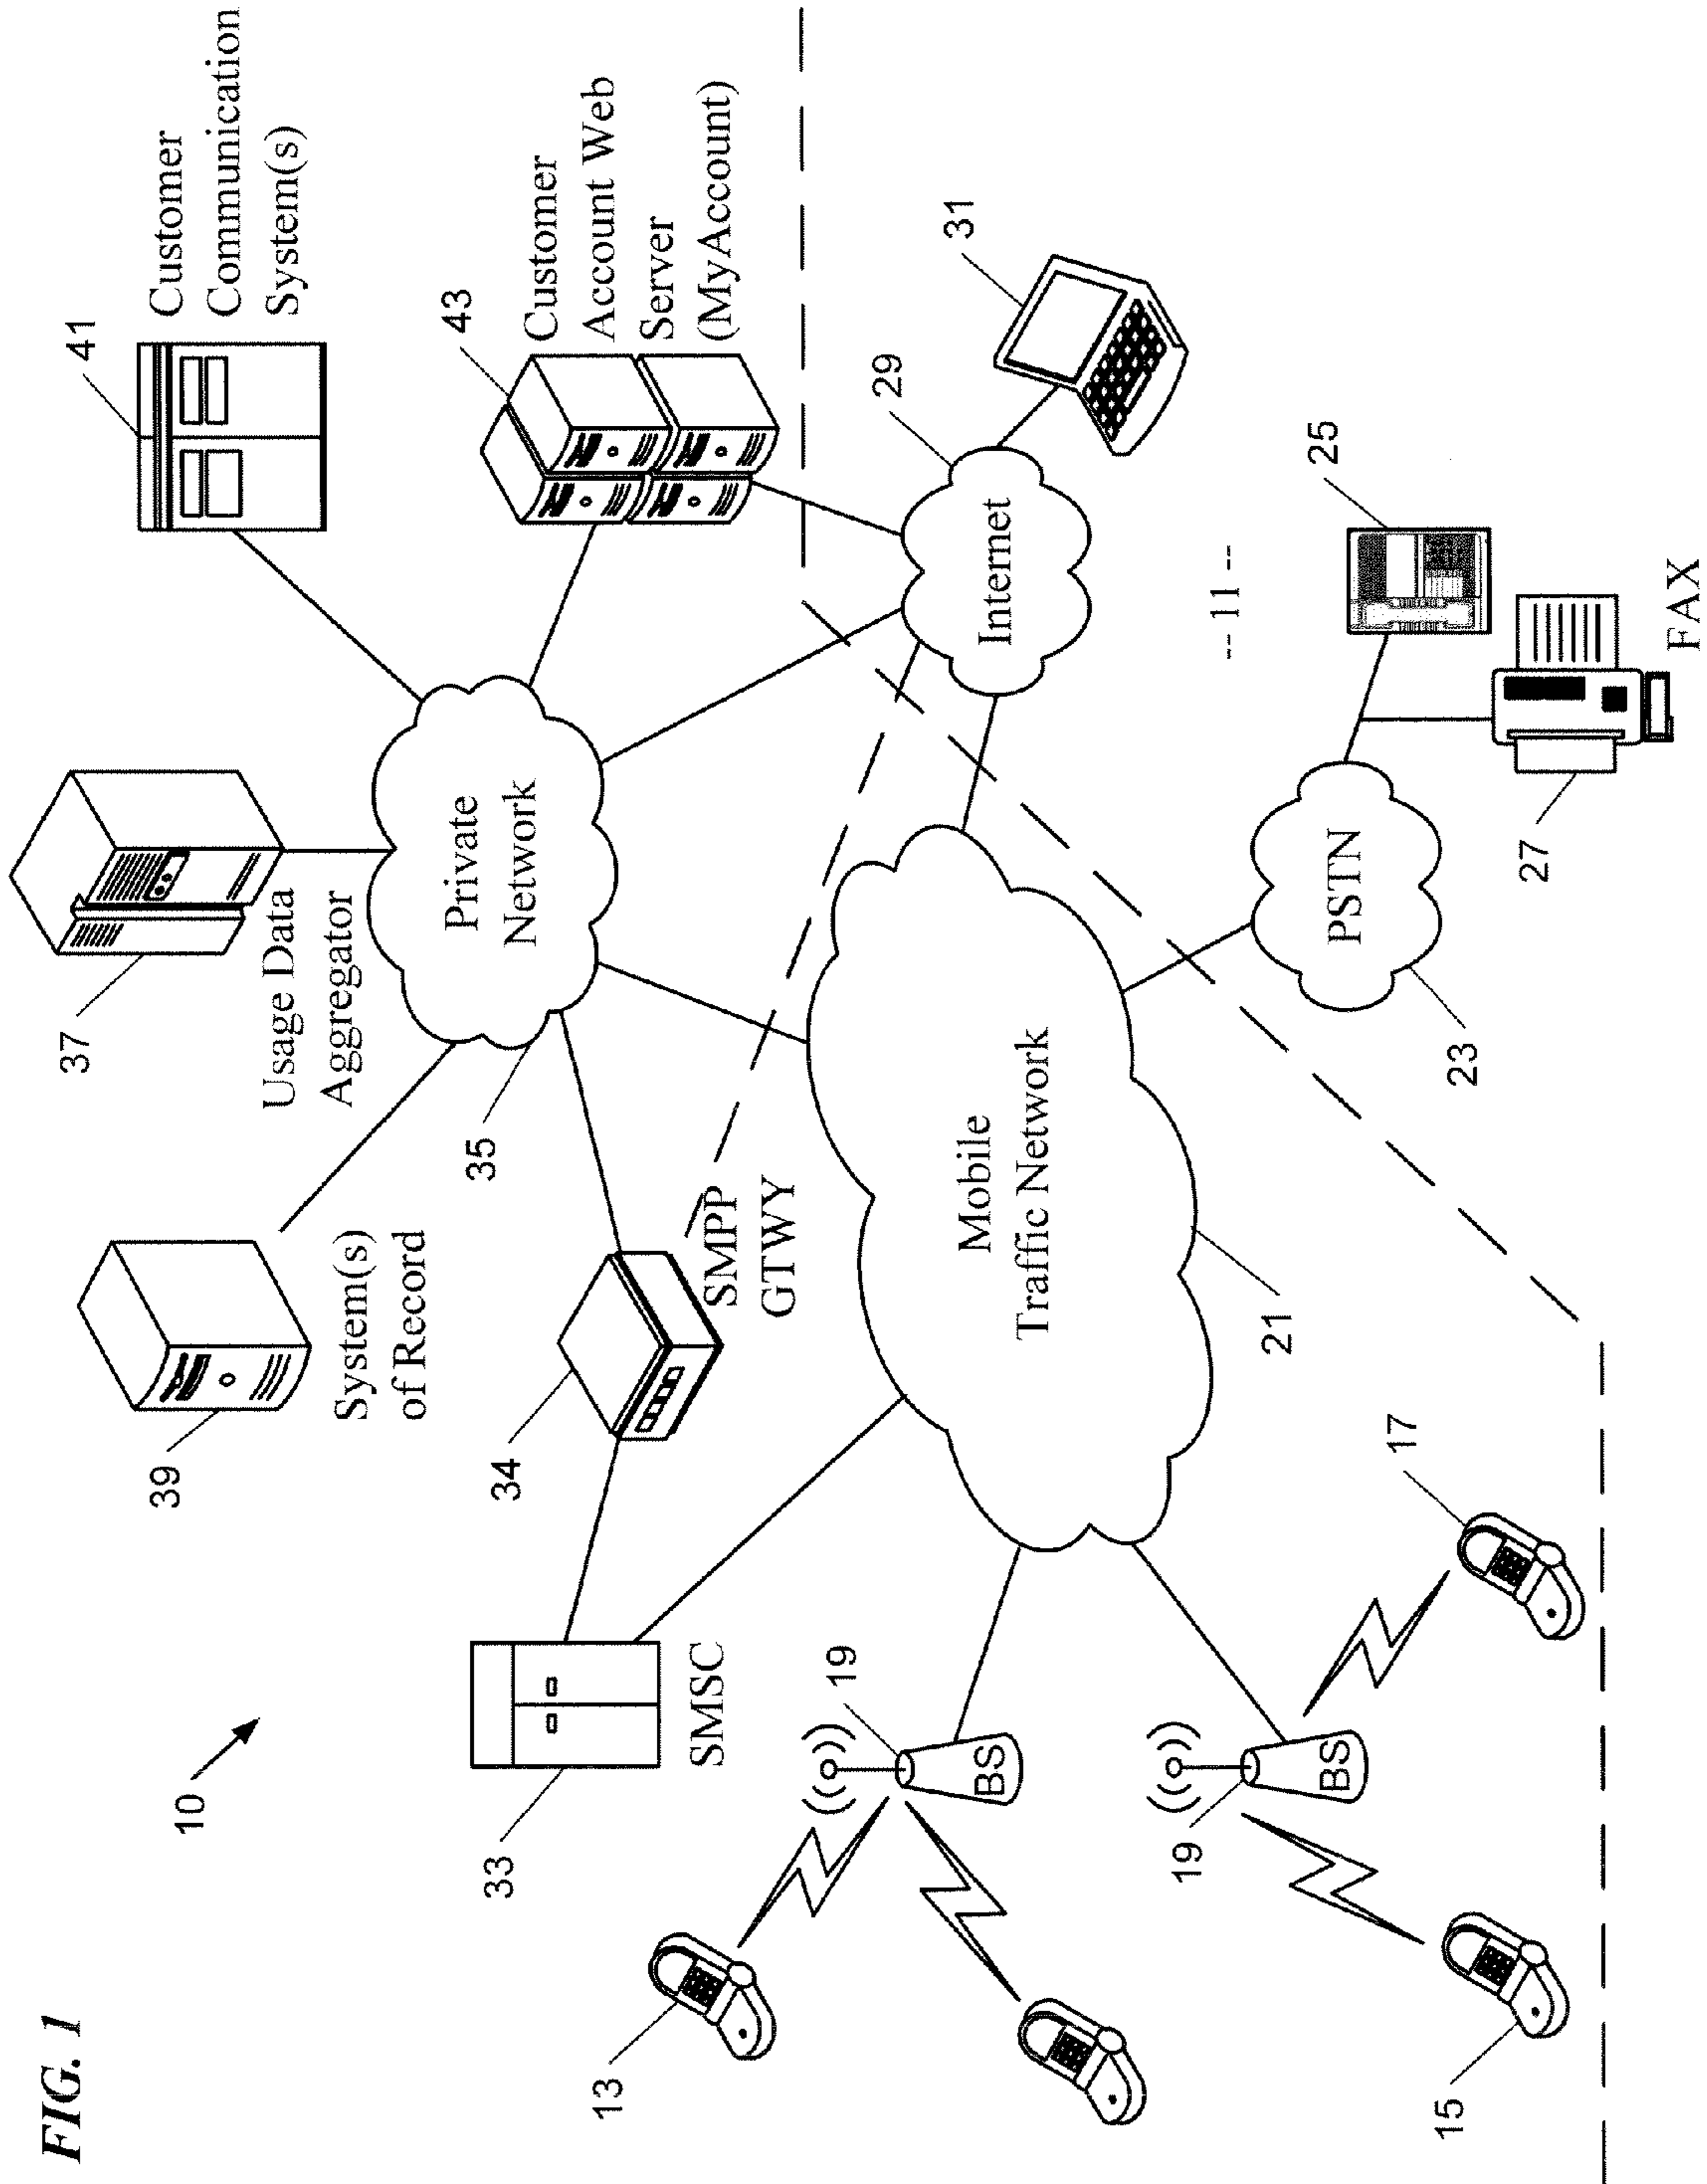 FIG. 1
10
39
System(s)
of Record
37
Usage Data
Aggregator
41
Customer
Communication
System(s)
33
SMSC
34
SMPP
GTWY
35
Private
Network
43
Customer
Account Web
Server
(MyAccount)
13
19
BS
19
BS
15
17
Mobile
Traffic Network
21
Internet
29
31
-- 11 --
PSTN
23
25
27
FAX